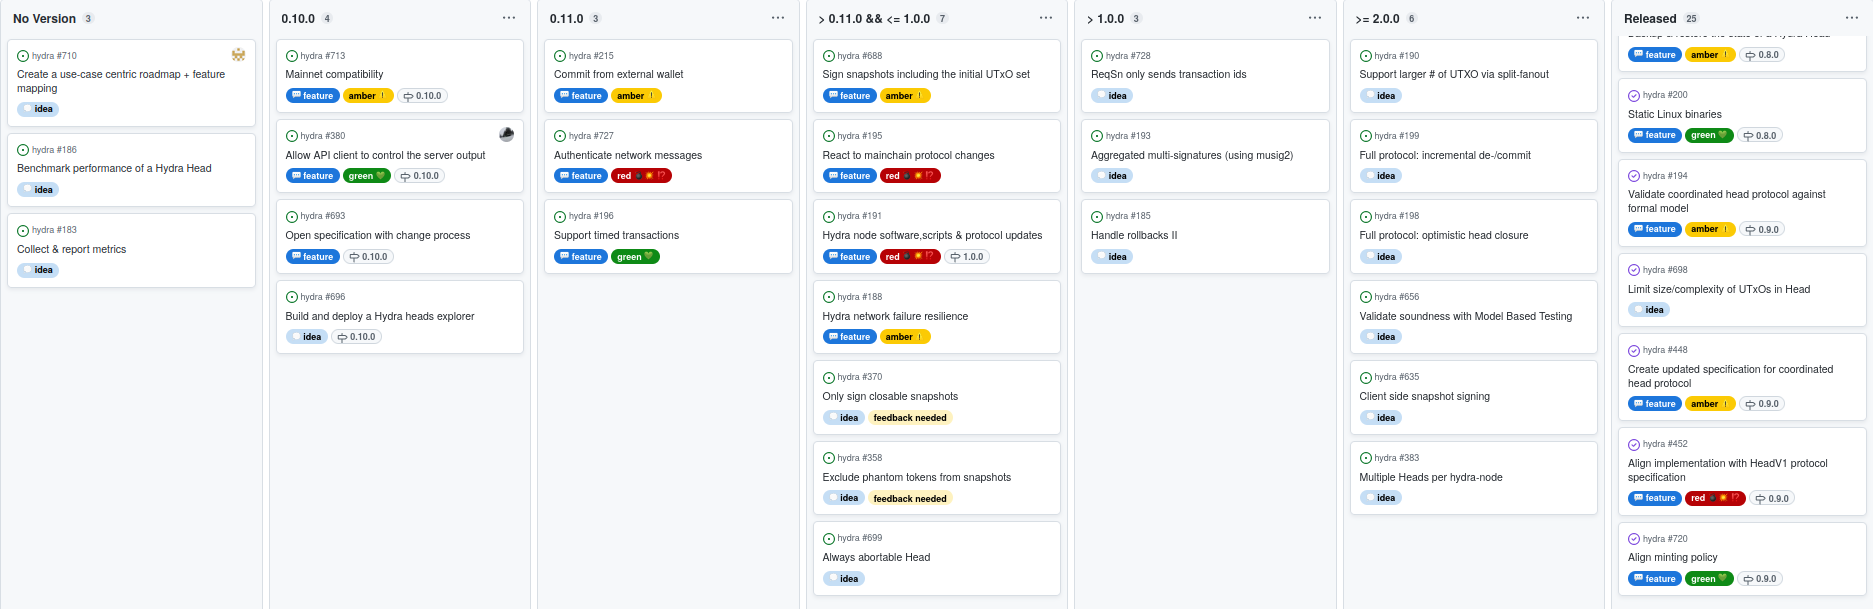 No Version 3
hydra #710
Create a use-case centric roadmap + feature
mapping
idea
hydra #186
Benchmark performance of a Hydra Head
idea
hydra #183
Collect & report metrics
idea
0.10.0 4
hydra #713
Mainnet compatibility
feature amber ! 0.10.0
hydra #380
Allow API client to control the server output
feature green 💚 0.10.0
hydra #693
Open specification with change process
feature 0.10.0
hydra #696
Build and deploy a Hydra heads explorer
idea 0.10.0
0.11.0 3
hydra #215
Commit from external wallet
feature amber !
hydra #727
Authenticate network messages
feature red 💣 💥 ⁉️
hydra #196
Support timed transactions
feature green 💚
> 0.11.0 && <= 1.0.0 7
hydra #688
Sign snapshots including the initial UTxO set
feature amber !
hydra #195
React to mainchain protocol changes
feature red 💣 💥 ⁉️
hydra #191
Hydra node software,scripts & protocol updates
feature red 💣 💥 ⁉️ 1.0.0
hydra #188
Hydra network failure resilience
feature amber !
hydra #370
Only sign closable snapshots
idea feedback needed
hydra #358
Exclude phantom tokens from snapshots
idea feedback needed
hydra #699
Always abortable Head
idea
> 1.0.0 3
hydra #728
ReqSn only sends transaction ids
idea
hydra #193
Aggregated multi-signatures (using musig2)
idea
hydra #185
Handle rollbacks II
idea
>= 2.0.0 6
hydra #190
Support larger # of UTXO via split-fanout
idea
hydra #199
Full protocol: incremental de-/commit
idea
hydra #198
Full protocol: optimistic head closure
idea
hydra #656
Validate soundness with Model Based Testing
idea
hydra #635
Client side snapshot signing
idea
hydra #383
Multiple Heads per hydra-node
idea
Released 25
Backup & restore the state of a Hydra Head
feature amber ! 0.8.0
hydra #200
Static Linux binaries
feature green 💚 0.8.0
hydra #194
Validate coordinated head protocol against
formal model
feature amber ! 0.9.0
hydra #698
Limit size/complexity of UTxOs in Head
idea
hydra #448
Create updated specification for coordinated
head protocol
feature amber ! 0.9.0
hydra #452
Align implementation with HeadV1 protocol
specification
feature red 💣 💥 ⁉️ 0.9.0
hydra #720
Align minting policy
feature green 💚 0.9.0